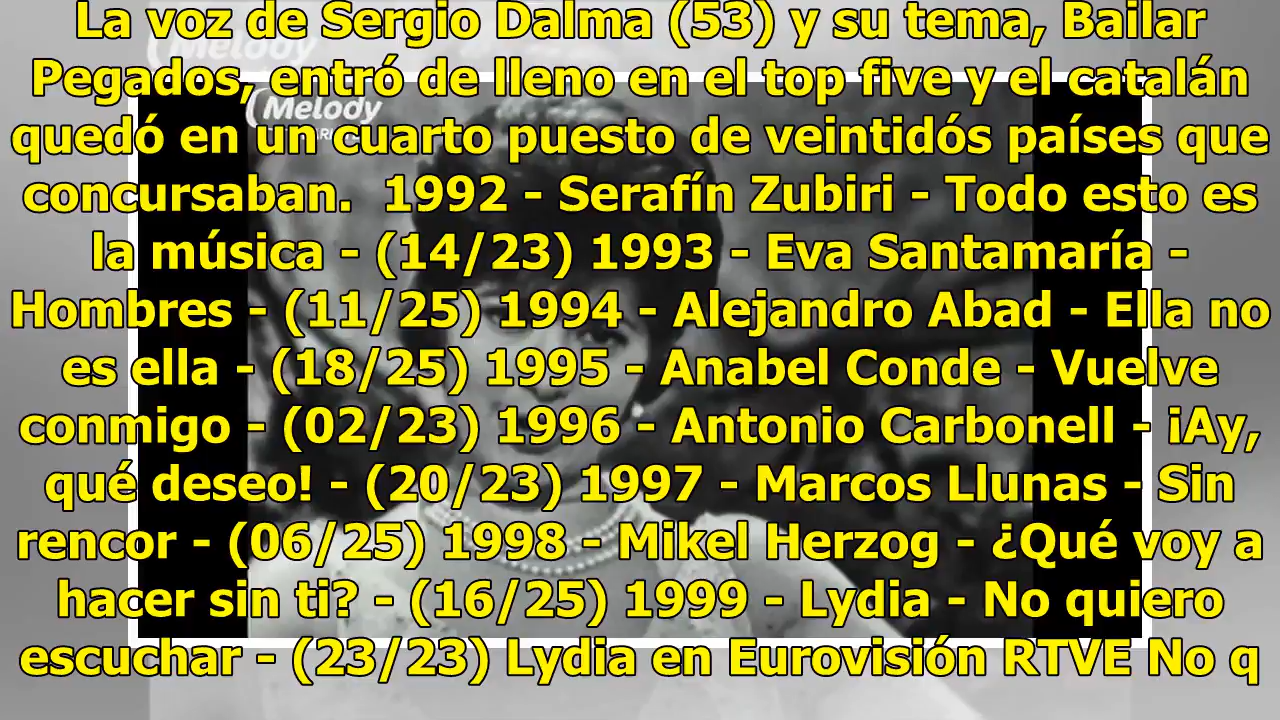 La voz de Sergio Dalma (53) y su tema, Bailar
Pegados, entró de lleno en el top five y el catalán
quedó en un cuarto puesto de veintidós países que
concursaban.  1992 - Serafín Zubiri - Todo esto es
la música - (14/23) 1993 - Eva Santamaría -
Hombres - (11/25) 1994 - Alejandro Abad - Ella no
es ella - (18/25) 1995 - Anabel Conde - Vuelve
conmigo - (02/23) 1996 - Antonio Carbonell - ¡Ay,
qué deseo! - (20/23) 1997 - Marcos Llunas - Sin
rencor - (06/25) 1998 - Mikel Herzog - ¿Qué voy a
hacer sin ti? - (16/25) 1999 - Lydia - No quiero
escuchar - (23/23) Lydia en Eurovisión RTVE No q
Melody
Melody